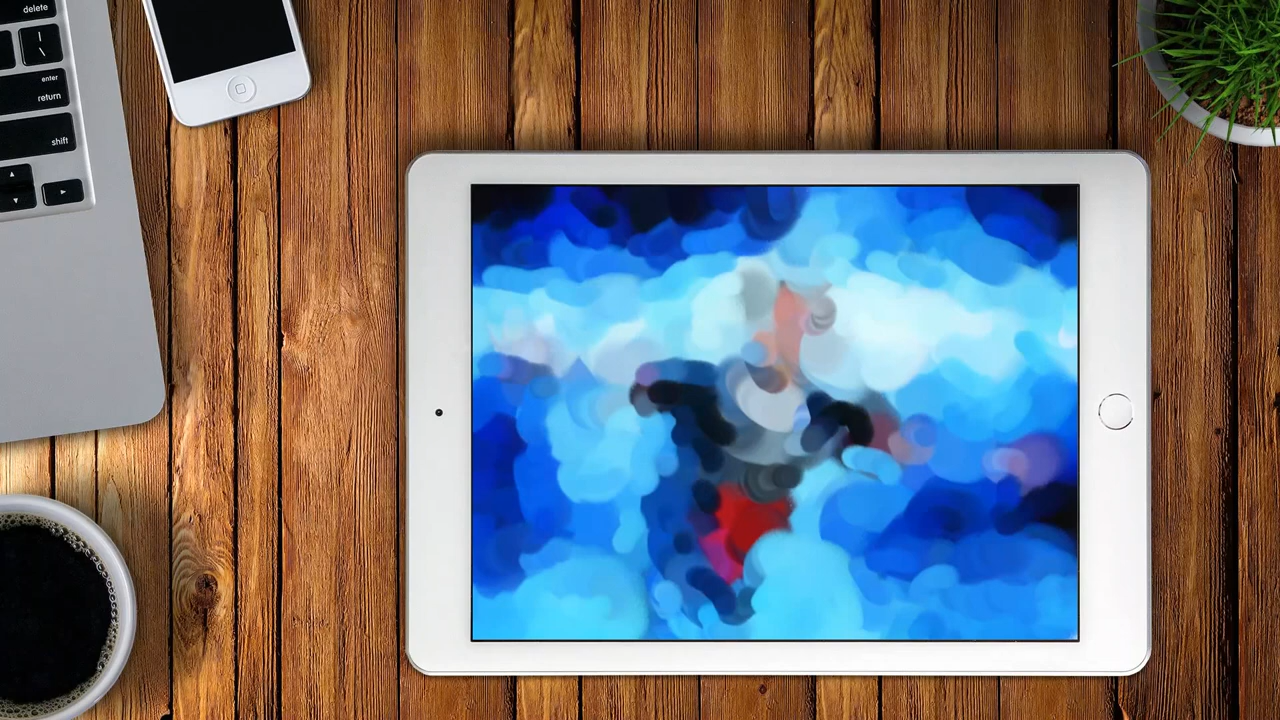 delete
|
\
enter
return
shift